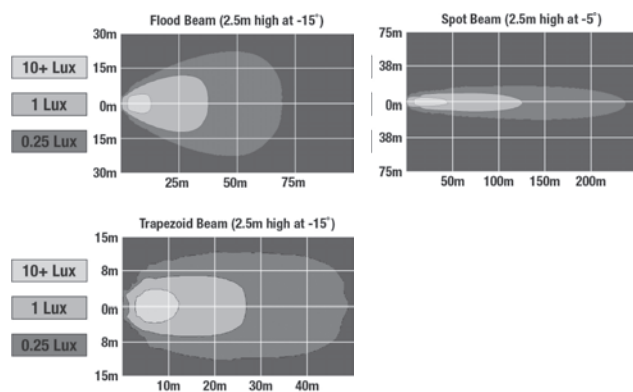 Flood Beam (2.5m high at -15°)
30m
15m
0m
15m
30m
25m 50m 75m
10+ Lux
1 Lux
0.25 Lux
Spot Beam (2.5m high at -5°)
75m
38m
0m
38m
75m
50m 100m 150m 200m
Trapezoid Beam (2.5m high at -15°)
15m
8m
0m
8m
15m
10m 20m 30m 40m
10+ Lux
1 Lux
0.25 Lux